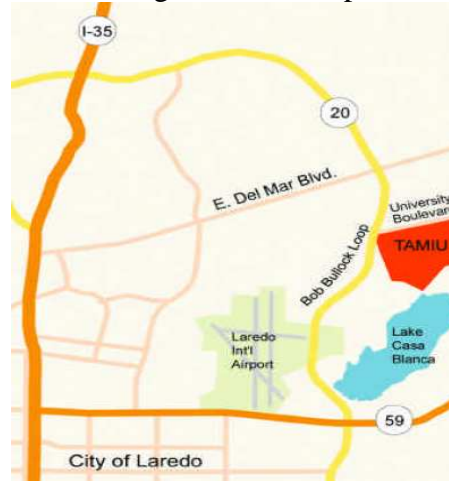 I-35
20
E. Del Mar Blvd.
University
TAMIU
Bob Bullock Loop
Lake
Casa
Blanca
Laredo
Int'l
Airport
59
City of Laredo